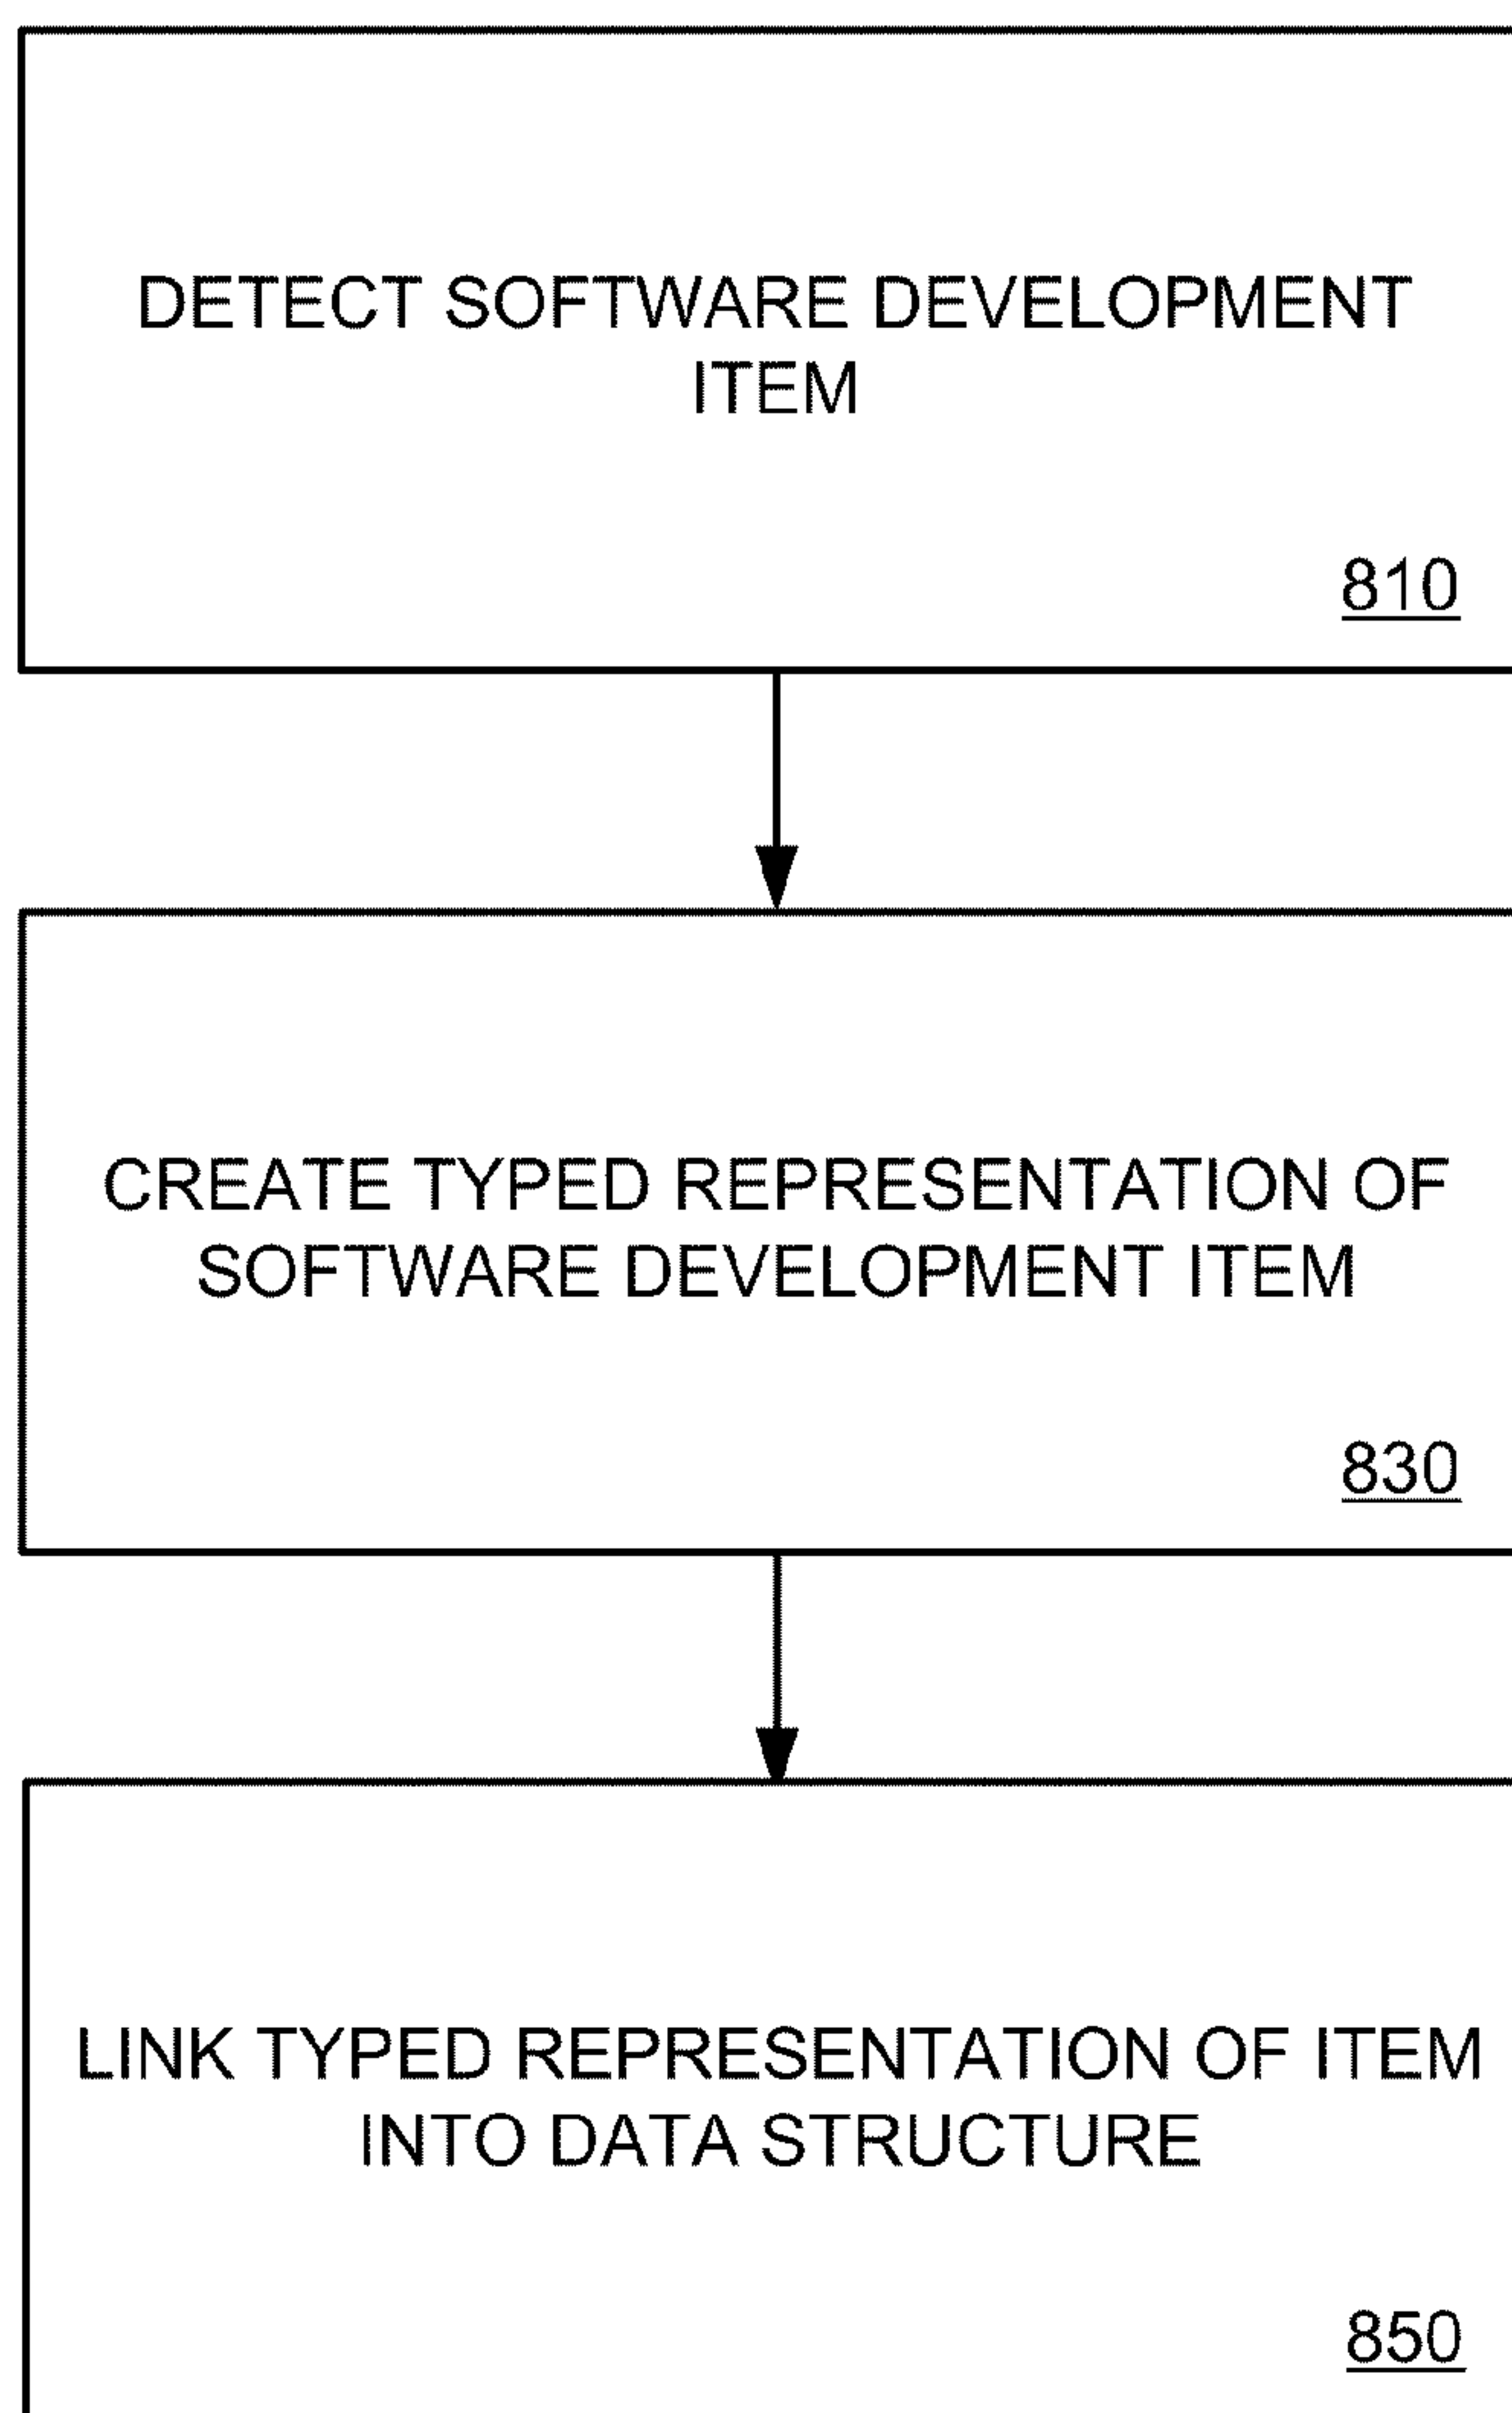 DETECT SOFTWARE DEVELOPMENT
ITEM
810
CREATE TYPED REPRESENTATION OF
SOFTWARE DEVELOPMENT ITEM
830
LINK TYPED REPRESENTATION OF ITEM
INTO DATA STRUCTURE
850